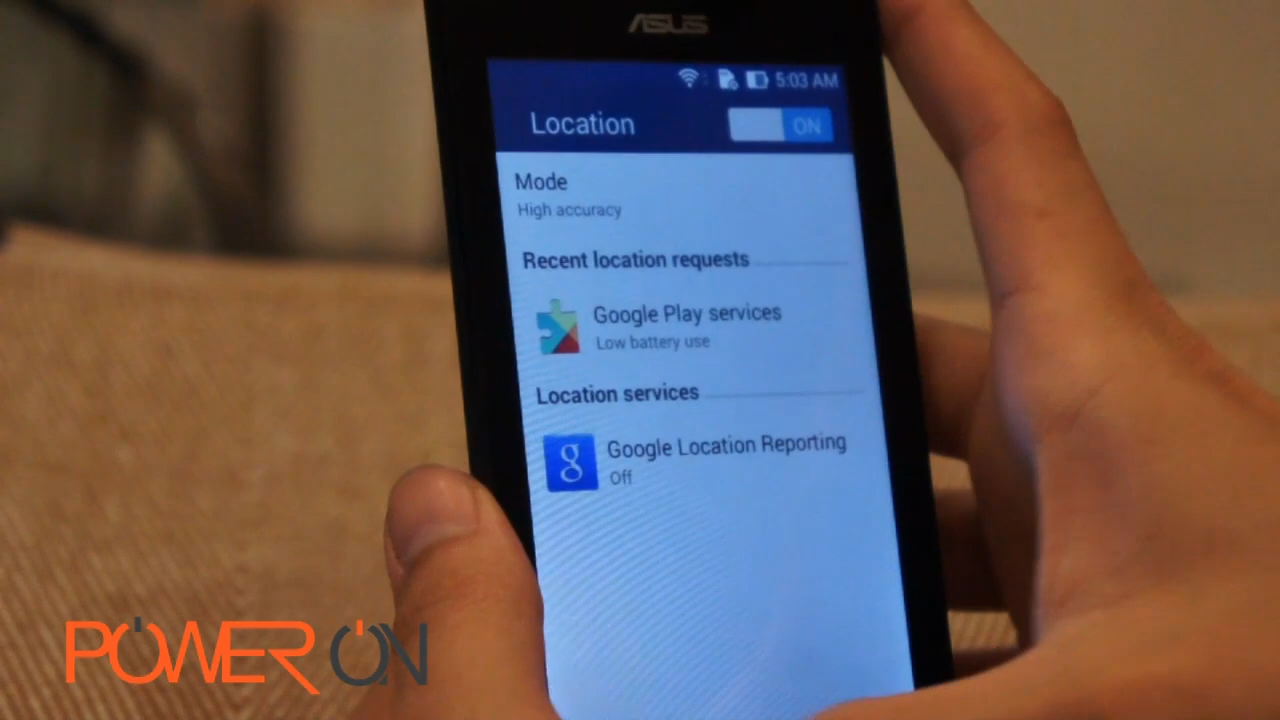 ASUS
5:03 AM
Location ON
Mode
High accuracy
Recent location requests
Google Play services
Low battery use
Location services
g
Google Location Reporting
Off
POWER ON